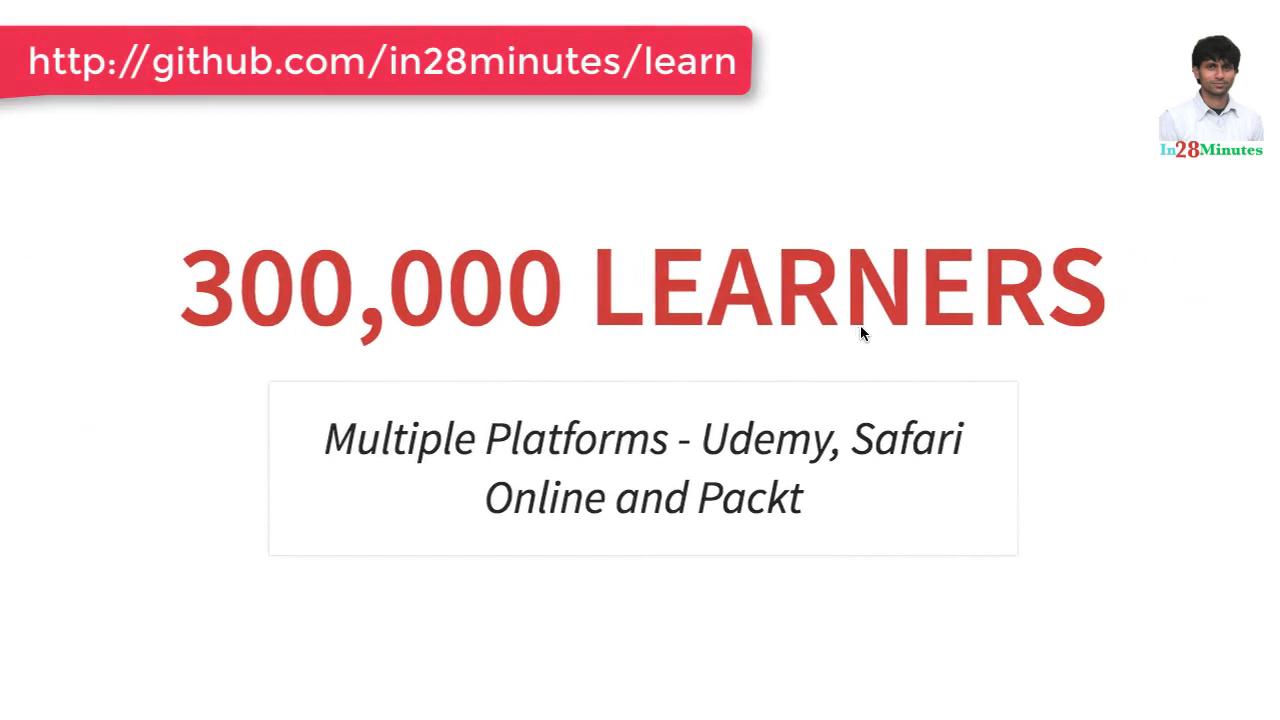 http://github.com/in28minutes/learn
In28Minutes
300,000 LEARNERS
Multiple Platforms - Udemy, Safari
Online and Packt